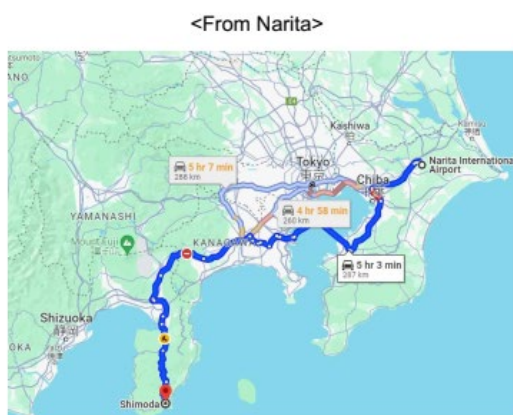 <From Narita>
Kashiwa
Narita International
Airport
5 hr 7 min
288 km
Tokyo
東京
Chiba
4 hr 58 min
260 km
YAMANASHI
KANAGAWA
5 hr 3 min
287 km
Shizuoka
静岡
OKA
Shimoda